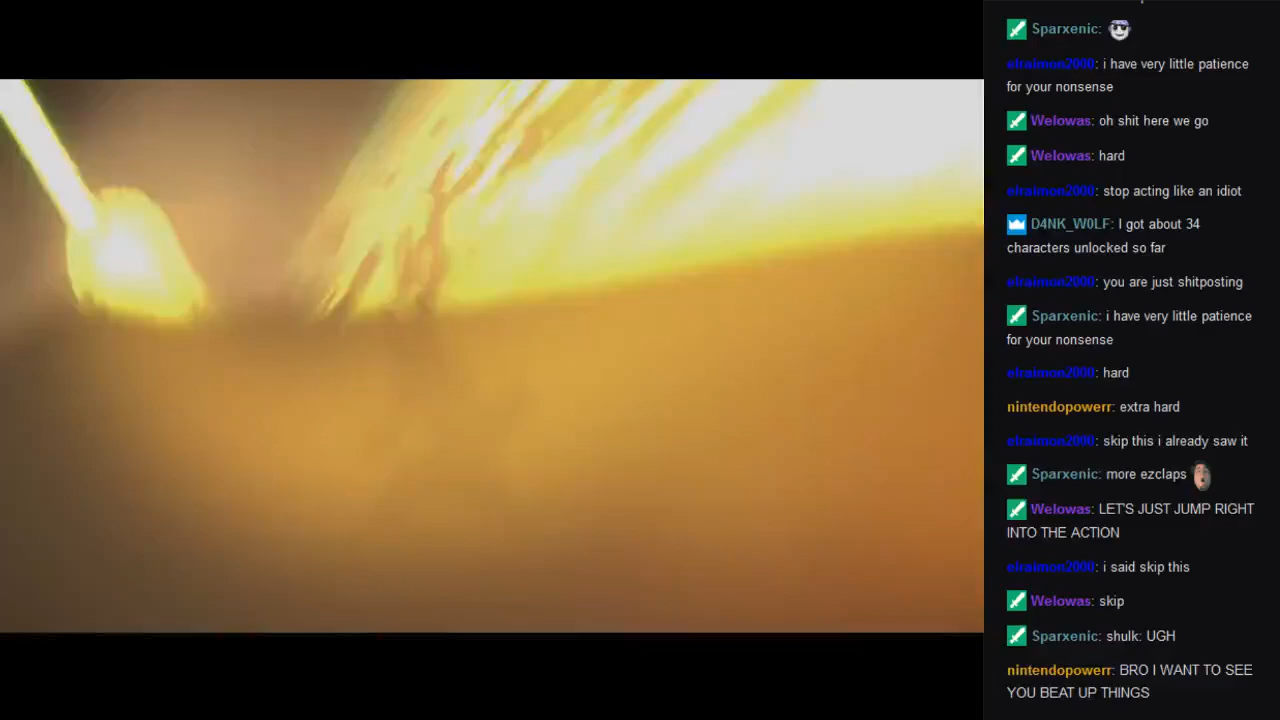 Sparxenic:
elraimon2000: i have very little patience
for your nonsense
Welowas: oh shit here we go
Welowas: hard
elraimon2000: stop acting like an idiot
D4NK_W0LF: I got about 34
characters unlocked so far
elraimon2000: you are just shitposting
Sparxenic: i have very little patience
for your nonsense
elraimon2000: hard
nintendopowerr: extra hard
elraimon2000: skip this i already saw it
Sparxenic: more ezclaps
Welowas: LET'S JUST JUMP RIGHT
INTO THE ACTION
elraimon2000: i said skip this
Welowas: skip
Sparxenic: shulk: UGH
nintendopowerr: BRO I WANT TO SEE
YOU BEAT UP THINGS